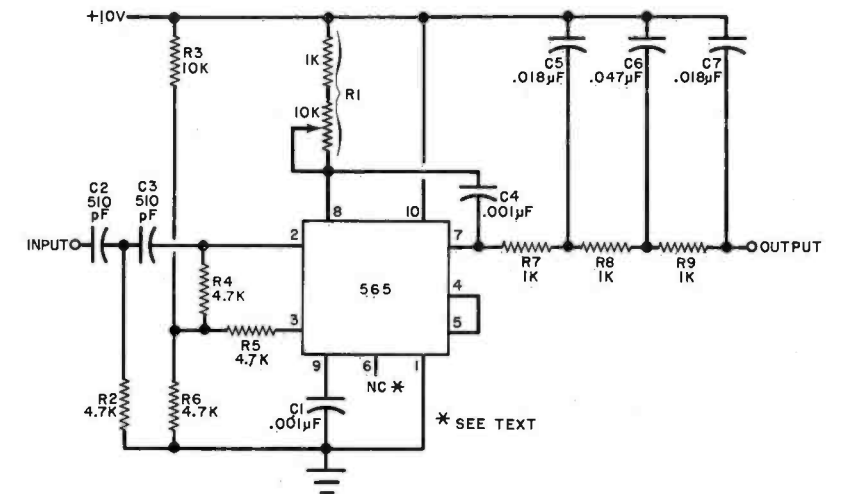 +10V
R3
10K
1K
10K
R1
C5
.018µF
C6
.047µF
C7
.018µF
C2
510
pF
C3
510
pF
C4
.001µF
8
10
INPUT
2
7
R7
1K
R8
1K
R9
1K
OUTPUT
R4
4.7K
565
4
5
3
R5
4.7K
9
6
1
NC *
R2
4.7K
R6
4.7K
C1
.001µF
* SEE TEXT